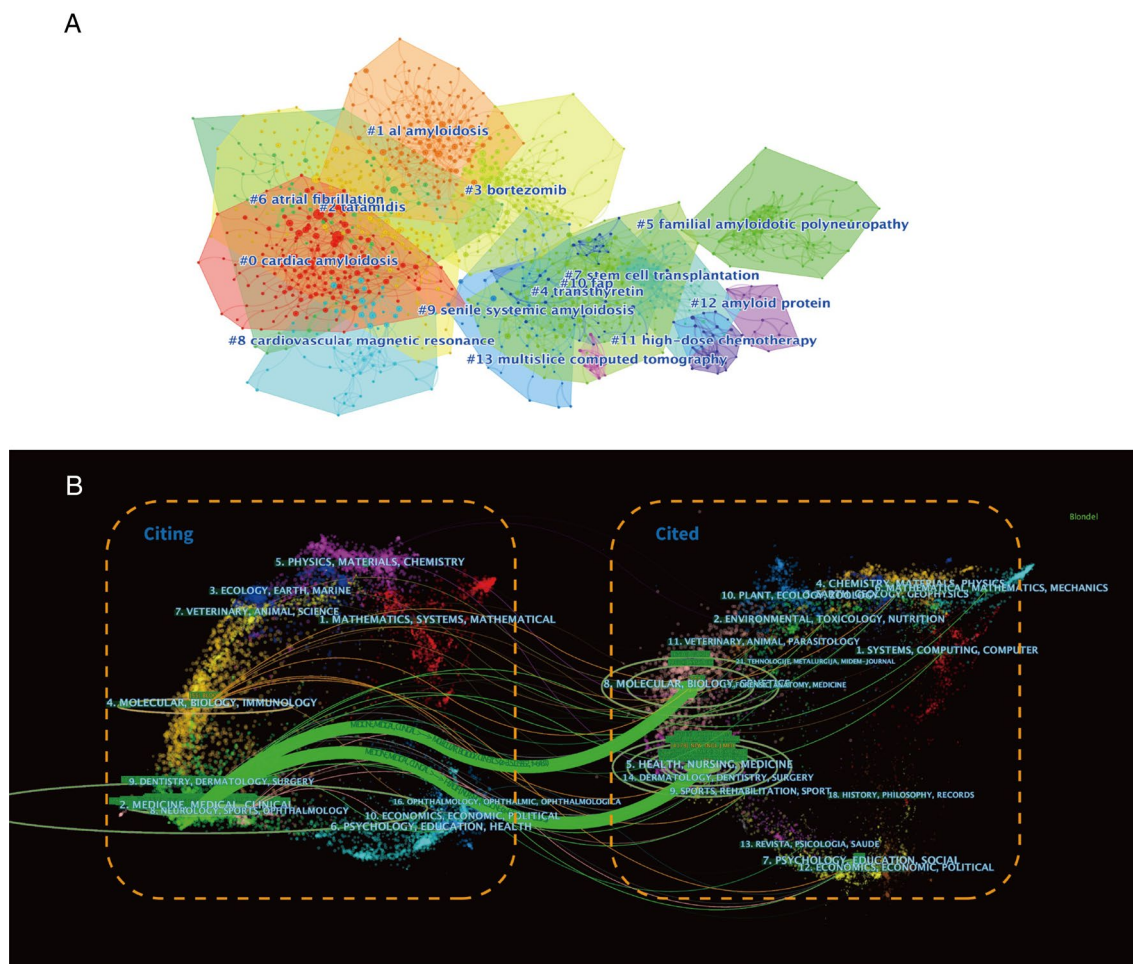 A
#1 al amyloidosis
#3 bortezomib
#6 atrial fibrillation
#2 tafamidis
#5 familial amyloidotic polyneuropathy
#0 cardiac amyloidosis
#7 stem cell transplantation
#10 fap
#4 transthyretin
#12 amyloid protein
#9 senile systemic amyloidosis
#8 cardiovascular magnetic resonance
#11 high-dose chemotherapy
#13 multislice computed tomography
B
Citing
5. PHYSICS, MATERIALS, CHEMISTRY
3. ECOLOGY, EARTH, MARINE
7. VETERINARY, ANIMAL, SCIENCE
1. MATHEMATICS, SYSTEMS, MATHEMATICAL
4. MOLECULAR, BIOLOGY, IMMUNOLOGY
9. DENTISTRY, DERMATOLOGY, SURGERY
2. MEDICINE, MEDICAL, CLINICAL
8. NEUROLOGY, SPORTS, OPHTHALMOLOGY
16. OPHTHALMOLOGY, OPHTHALMIC, OPHTHALMOLOGICA
10. ECONOMICS, ECONOMIC, POLITICAL
6. PSYCHOLOGY, EDUCATION, HEALTH
Cited
Blondel
4. CHEMISTRY, MATERIALS, PHYSICS
MATHEMATICAL, MATHEMATICS, MECHANICS
10. PLANT, ECOLOGY, ZOOLOGY
GEOLOGY, GEOPHYSICS
2. ENVIRONMENTAL, TOXICOLOGY, NUTRITION
11. VETERINARY, ANIMAL, PARASITOLOGY
1. SYSTEMS, COMPUTING, COMPUTER
21. TEHNOLOGIJE, METALURGIJA, MIDEM-JOURNAL
8. MOLECULAR, BIOLOGY, GENETICS
ANATOMY, MEDICINE
5. HEALTH, NURSING, MEDICINE
14. DERMATOLOGY, DENTISTRY, SURGERY
9. SPORTS, REHABILITATION, SPORT
18. HISTORY, PHILOSOPHY, RECORDS
13. REVISTA, PSICOLOGIA, SAUDE
7. PSYCHOLOGY, EDUCATION, SOCIAL
12. ECONOMICS, ECONOMIC, POLITICAL